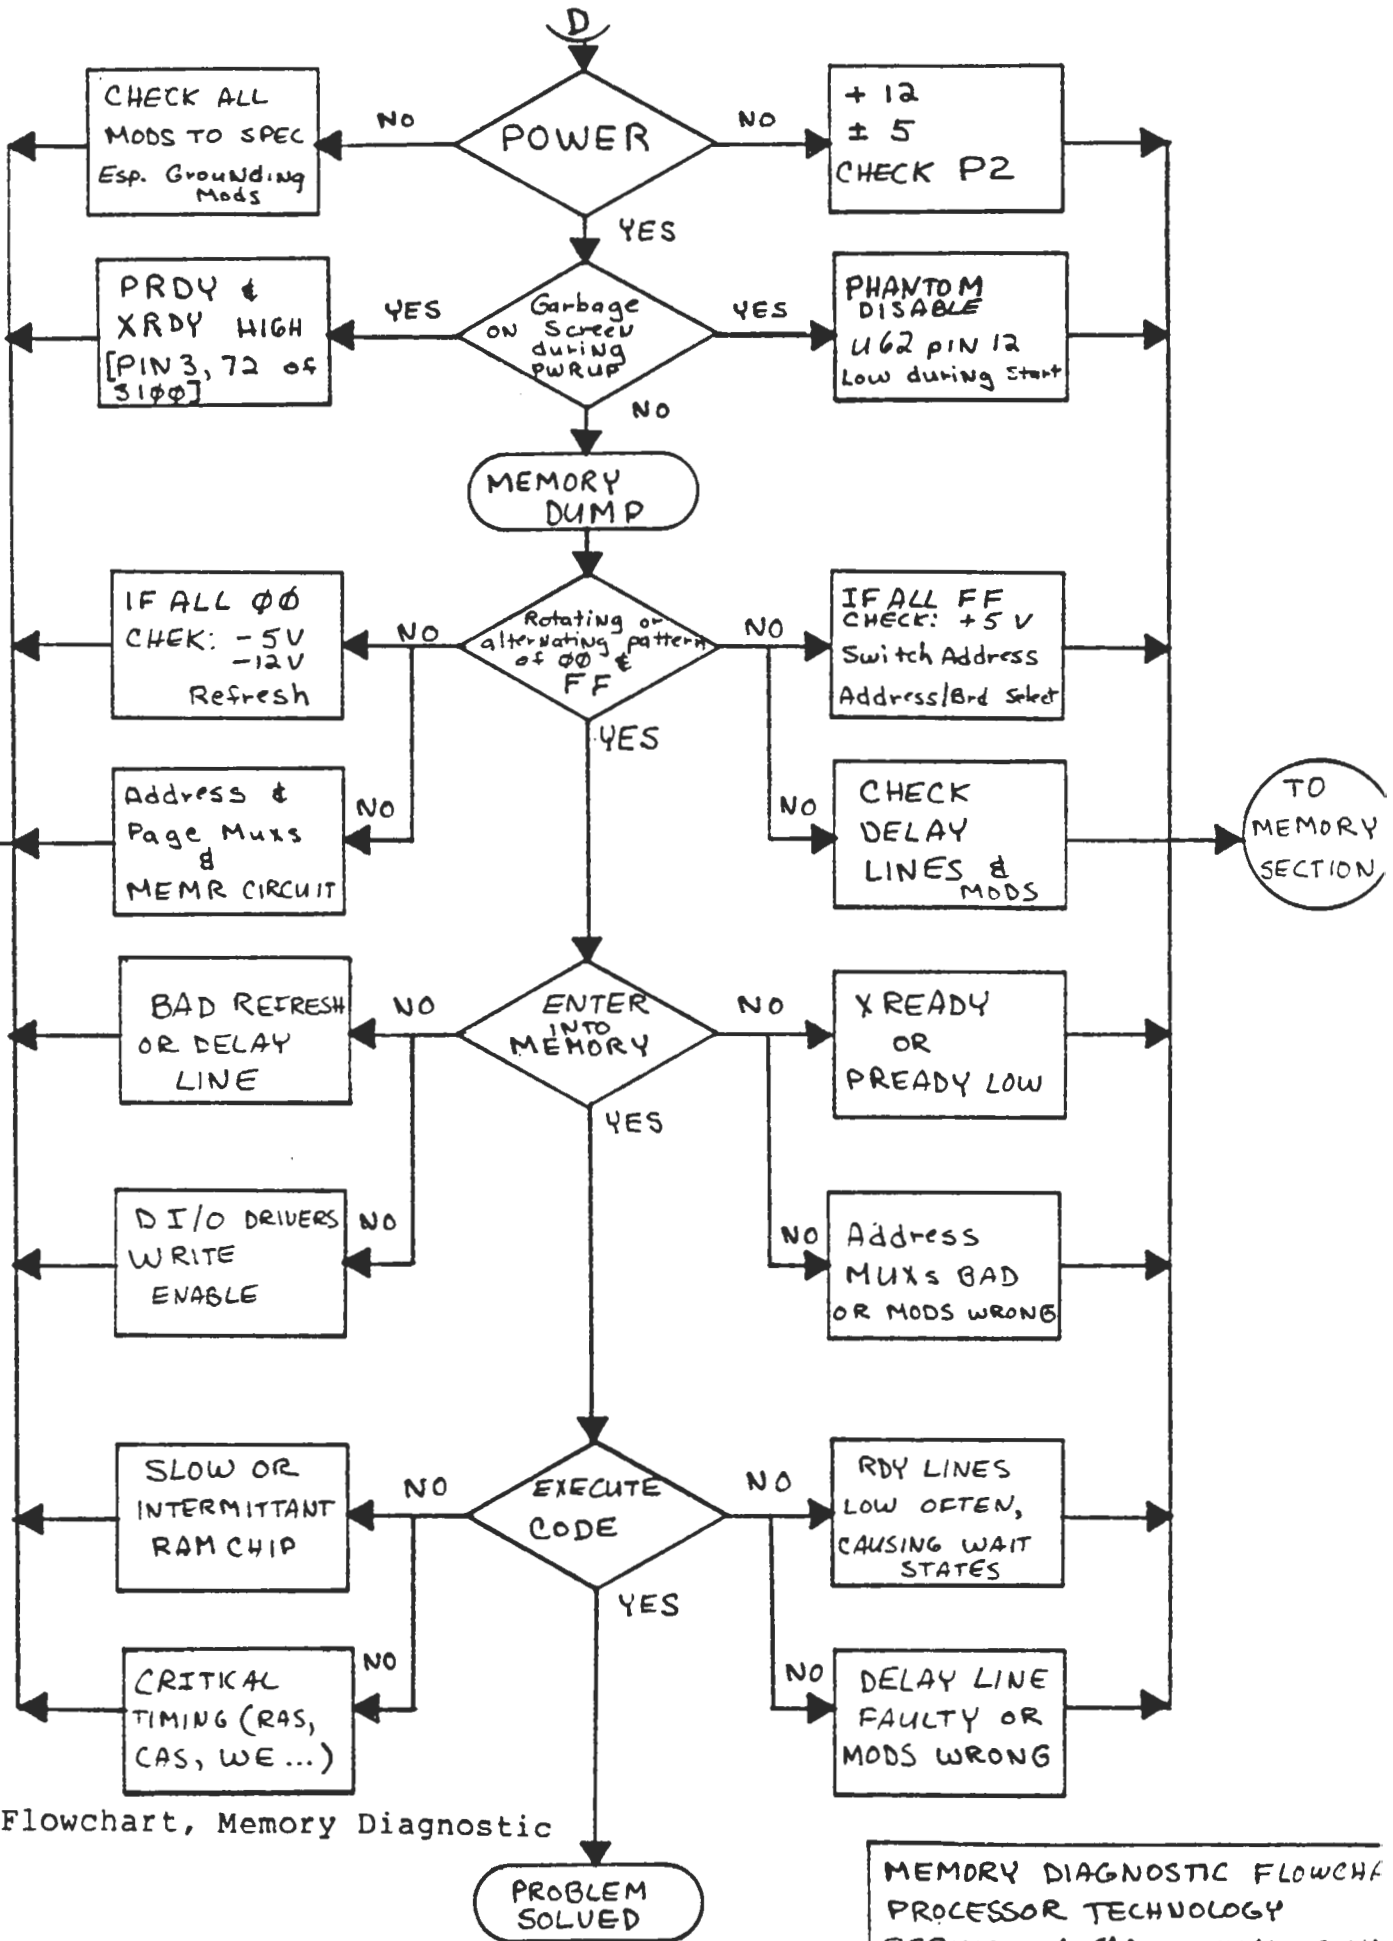 D
CHECK ALL
MODS TO SPEC
Esp. Grounding
Mods
NO
POWER
NO
+ 12
± 5
CHECK P2
YES
PRDY &
XRDY HIGH
[PIN 3, 72 of
S1ØØ]
YES
Garbage
ON Screen
during
PWRUP
YES
PHANTOM
DISABLE
U62 PIN 12
Low during Start
NO
MEMORY
DUMP
IF ALL ØØ
CHEK: -5V
-12V
Refresh
NO
Rotating or
alternating pattern
of ØØ &
FF
NO
IF ALL FF
CHECK: +5 V
Switch Address
Address/Brd Select
YES
Address &
Page Muxs
&
MEMR CIRCUIT
NO
NO
CHECK
DELAY
LINES &
MODS
TO
MEMORY
SECTION
BAD REFRESH
OR DELAY
LINE
NO
ENTER
INTO
MEMORY
NO
X READY
OR
PREADY LOW
YES
D I/O DRIVERS
WRITE
ENABLE
NO
NO
Address
MUXs BAD
OR MODS WRONG
SLOW OR
INTERMITTANT
RAM CHIP
NO
EXECUTE
CODE
NO
RDY LINES
LOW OFTEN,
CAUSING WAIT
STATES
YES
CRITICAL
TIMING (RAS,
CAS, WE ...)
NO
NO
DELAY LINE
FAULTY OR
MODS WRONG
Flowchart, Memory Diagnostic
PROBLEM
SOLVED
MEMORY DIAGNOSTIC
PROCESSOR TECHNOLOGY